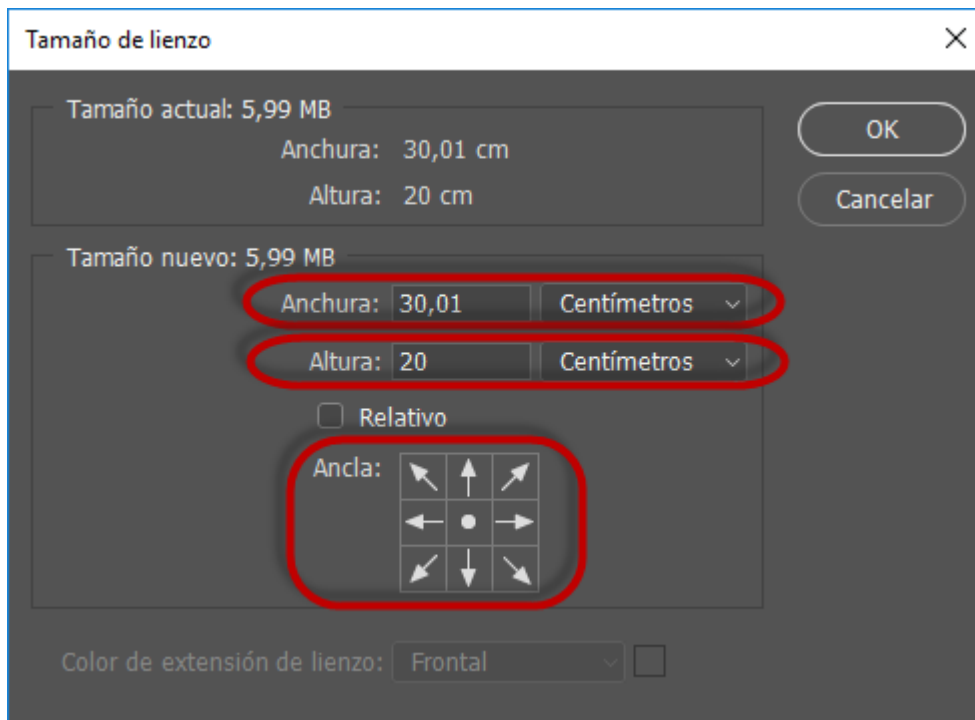 Tamaño de lienzo
Tamaño actual: 5,99 MB
Anchura: 30,01 cm
Altura: 20 cm
OK
Cancelar
Tamaño nuevo: 5,99 MB
Anchura: 30,01 Centímetros
Altura: 20 Centímetros
Relativo
Ancla:
Color de extensión de lienzo: Frontal